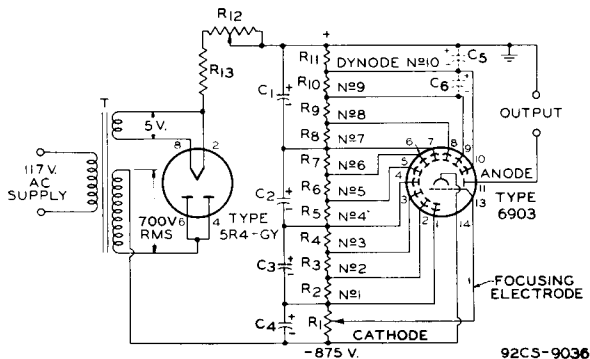 R12
R13
T
5 V.
8
2
117 V.
AC
SUPPLY
700V
RMS
6
4
TYPE
5R4-GY
C1
C2
C3
C4
+
R11
R10
R9
R8
R7
R6
R5
R4
R3
R2
R1
DYNODE №10
№9
№8
№7
№6
№5
№4
№3
№2
№1
CATHODE
-875 V.
C5
C6
OUTPUT
6
7
8
9
5
10
4
11
3
13
2
1
14
ANODE
TYPE
6903
FOCUSING
ELECTRODE
92CS-9036